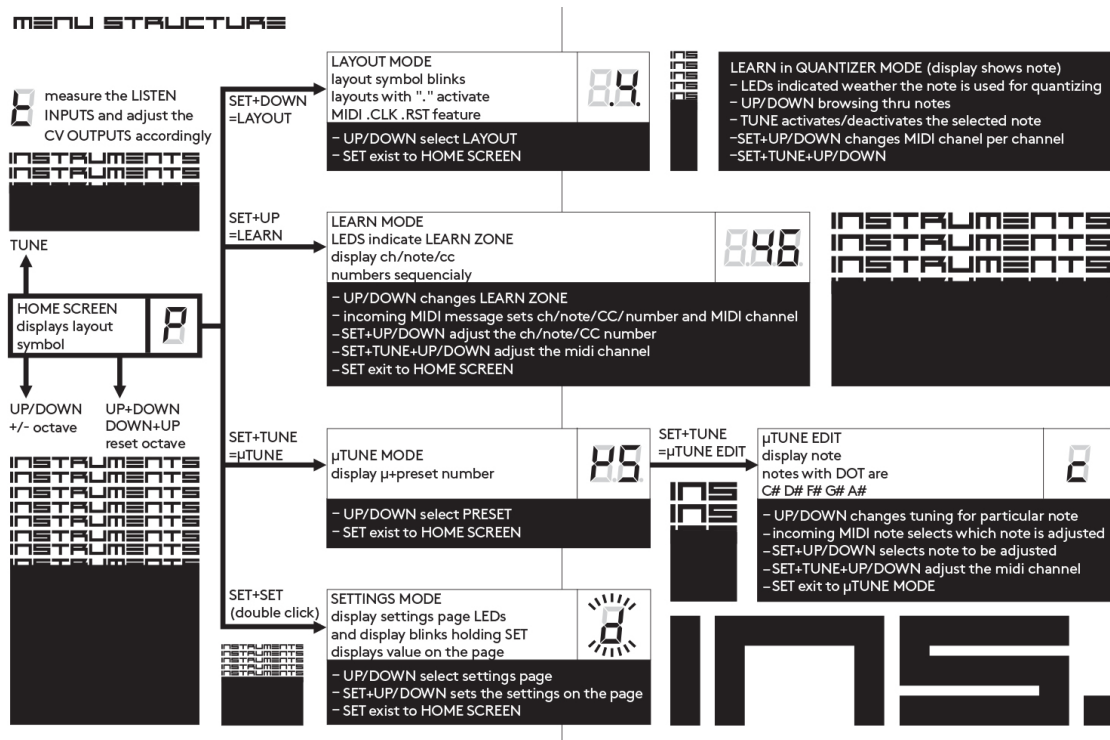 MENU STRUCTURE
t
measure the LISTEN
INPUTS and adjust the
CV OUTPUTS accordingly
INSTRUMENTS
INSTRUMENTS
TUNE
HOME SCREEN
displays layout
symbol
P
UP/DOWN
+/- octave
UP+DOWN
DOWN+UP
reset octave
INSTRUMENTS
INSTRUMENTS
INSTRUMENTS
INSTRUMENTS
INSTRUMENTS
INSTRUMENTS
INSTRUMENTS
INSTRUMENTS
SET+DOWN
=LAYOUT
LAYOUT MODE
layout symbol blinks
layouts with "." activate
MIDI .CLK .RST feature
.4
– UP/DOWN select LAYOUT
– SET exist to HOME SCREEN
INS
INS
INS
INS
INS
LEARN in QUANTIZER MODE (display shows note)
– LEDs indicated weather the note is used for quantizing
– UP/DOWN browsing thru notes
– TUNE activates/deactivates the selected note
–SET+UP/DOWN changes MIDI chanel per channel
–SET+TUNE+UP/DOWN
SET+UP
=LEARN
LEARN MODE
LEDS indicate LEARN ZONE
display ch/note/cc
numbers sequencialy
46
– UP/DOWN changes LEARN ZONE
– incoming MIDI message sets ch/note/CC/number and MIDI channel
–SET+UP/DOWN adjust the ch/note/CC number
–SET+TUNE+UP/DOWN adjust the midi channel
–SET exit to HOME SCREEN
INSTRUMENTS
INSTRUMENTS
INSTRUMENTS
SET+TUNE
=µTUNE
µTUNE MODE
display µ+preset number
µ5
– UP/DOWN select PRESET
– SET exist to HOME SCREEN
SET+TUNE
=µTUNE EDIT
INS
INS
µTUNE EDIT
display note
notes with DOT are
C# D# F# G# A#
c
– UP/DOWN changes tuning for particular note
–incoming MIDI note selects which note is adjusted
–SET+UP/DOWN selects note to be adjusted
–SET+TUNE+UP/DOWN adjust the midi channel
–SET exit to µTUNE MODE
SET+SET
(double click)
INSTRUMENTS
INSTRUMENTS
INSTRUMENTS
INSTRUMENTS
SETTINGS MODE
display settings page LEDs
and display blinks holding SET
displays value on the page
d
– UP/DOWN select settings page
– SET+UP/DOWN sets the settings on the page
– SET exist to HOME SCREEN
INS.